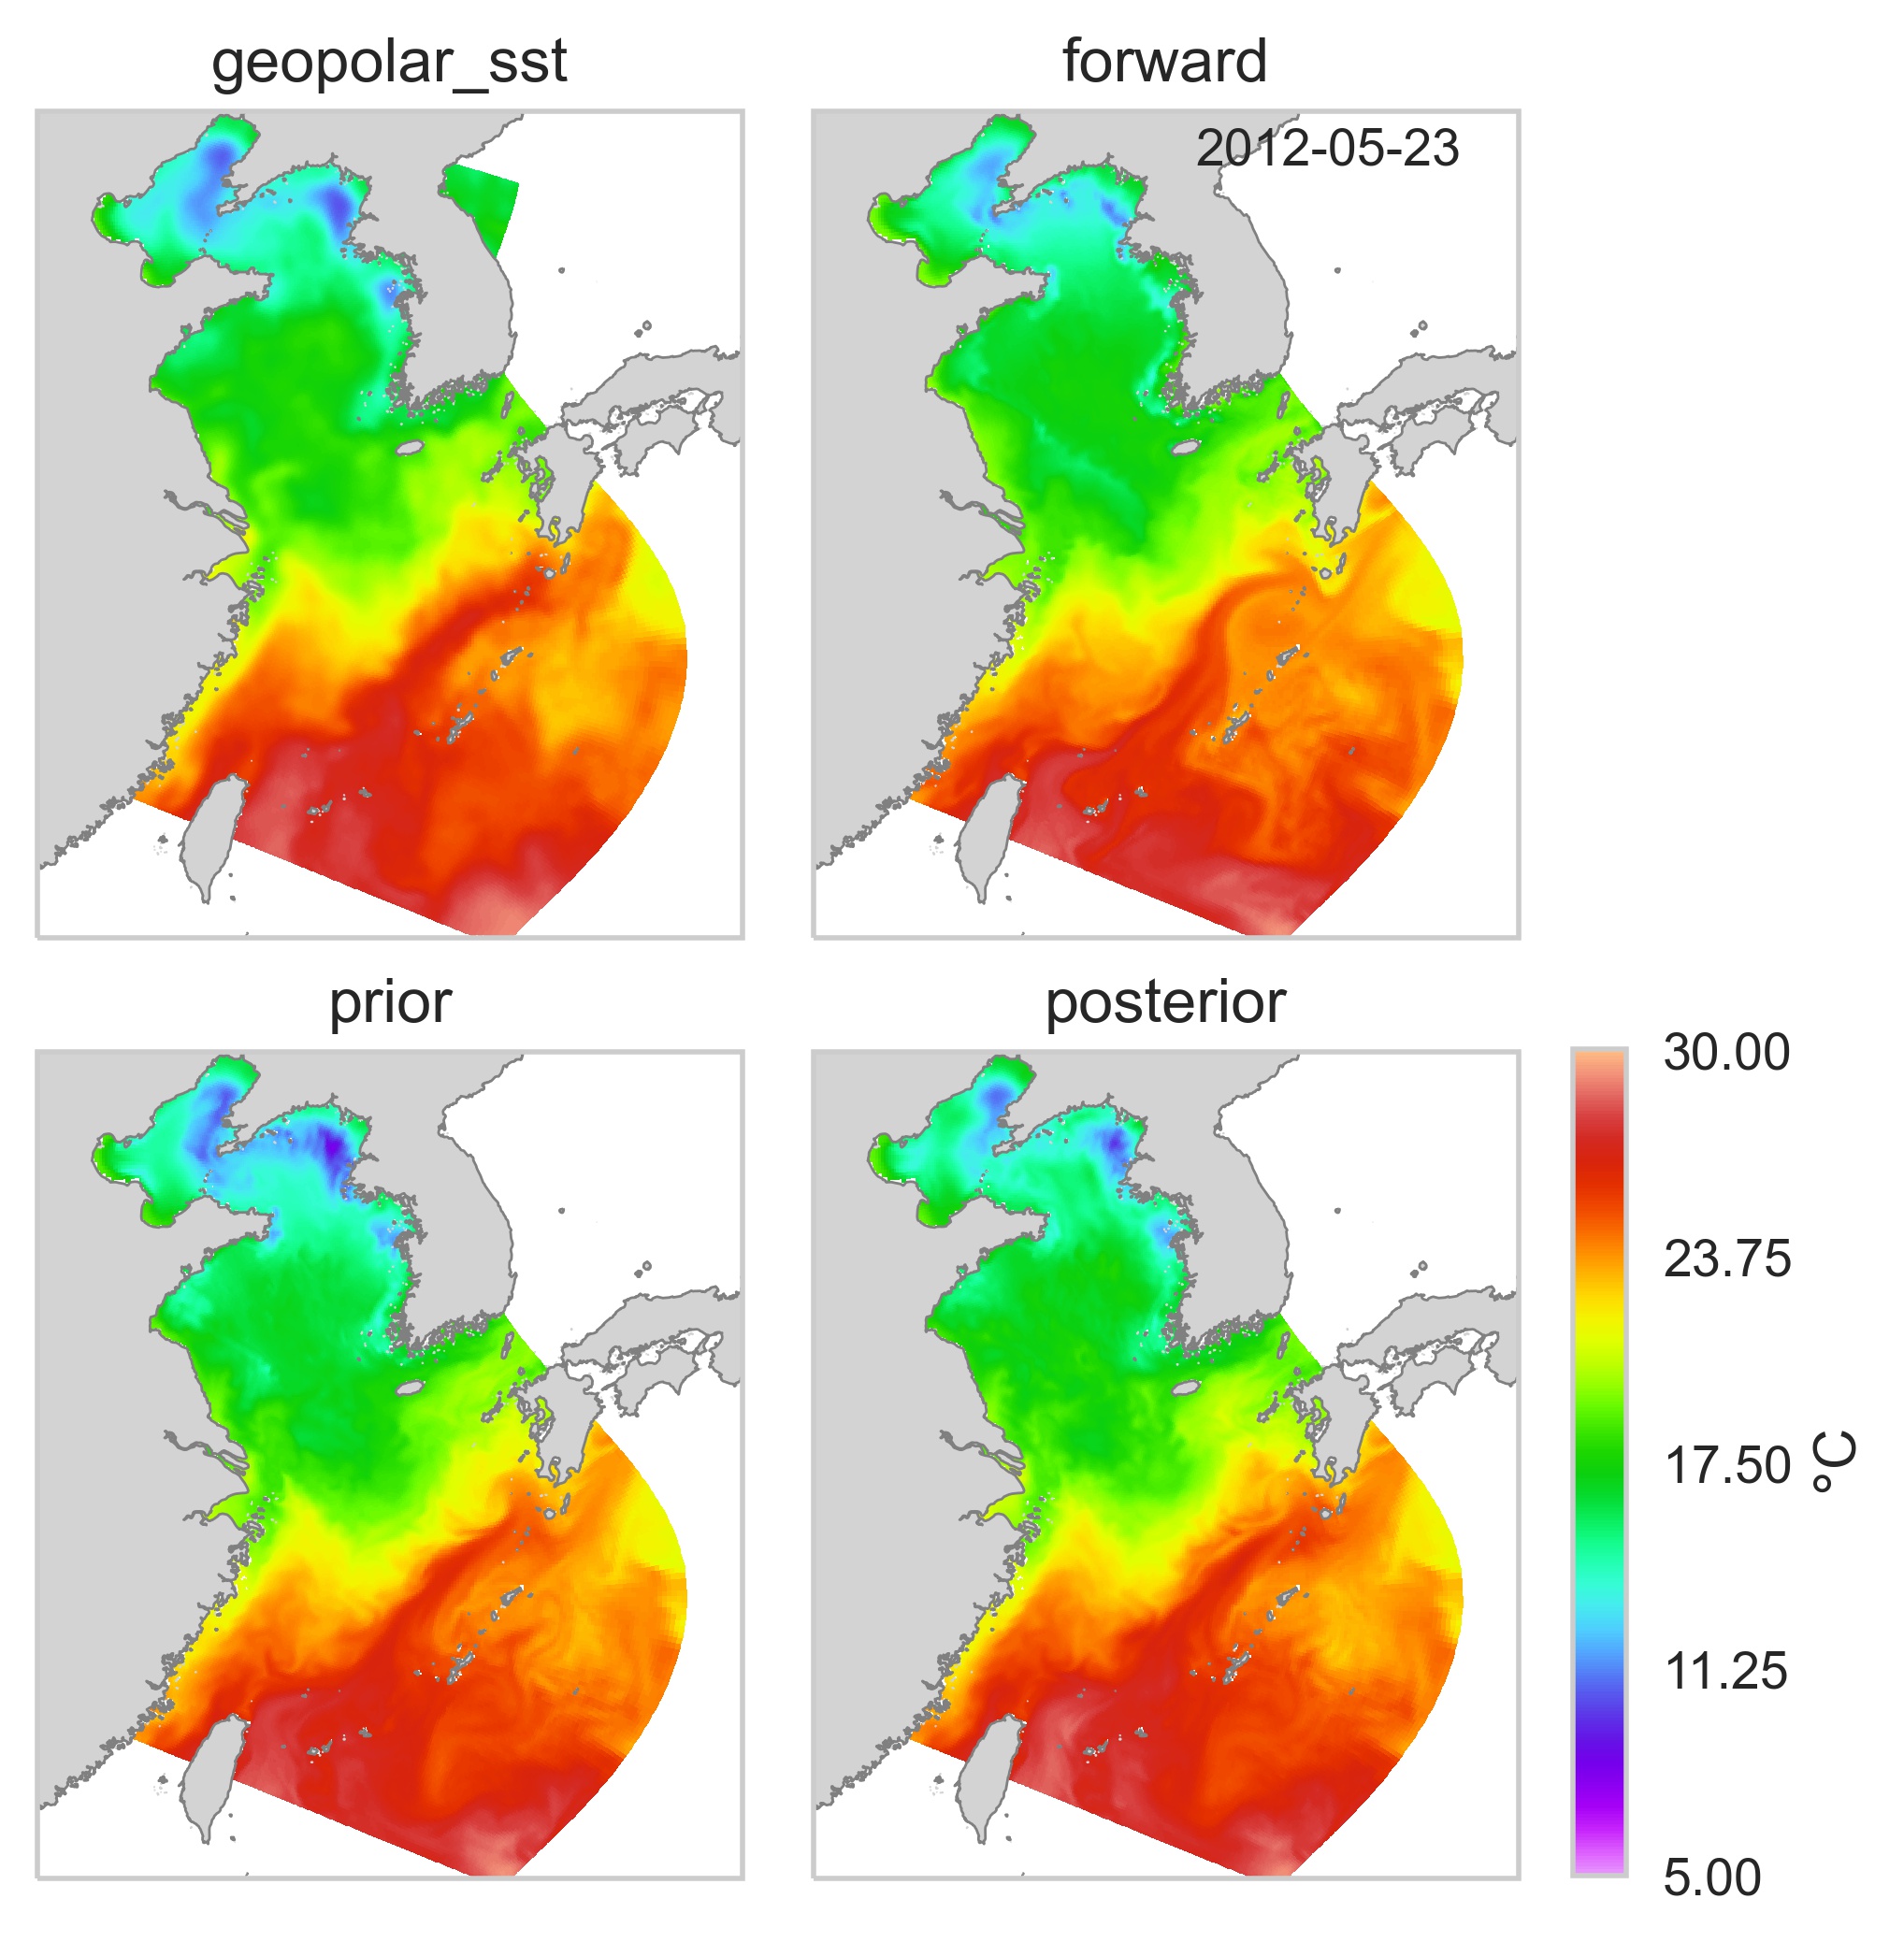 geopolar_sst
forward
2012-05-23
prior
posterior
30.00
23.75
17.50
11.25
5.00
°C